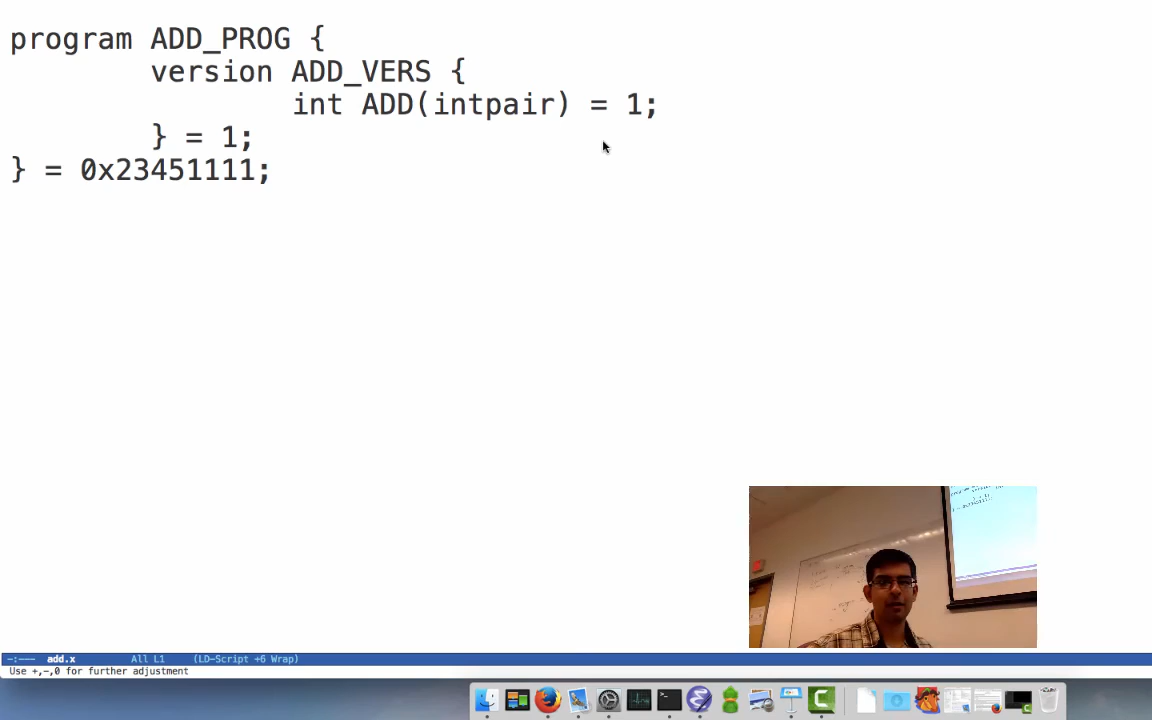 program ADD_PROG {
version ADD_VERS {
int ADD(intpair) = 1;
} = 1;
} = 0x23451111;
-:--- add.x All L1 (LD-Script +6 Wrap)
Use +,-,0 for further adjustment